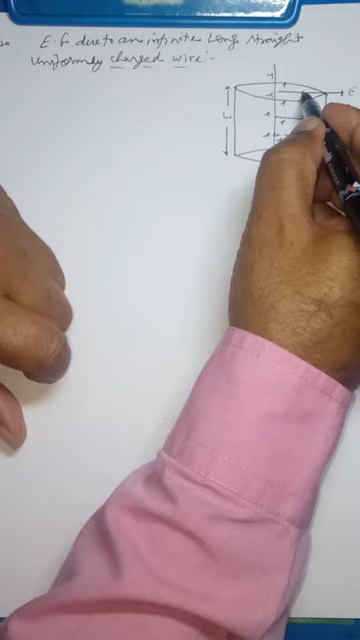 E F due to an infinite Long straight
Uniformly charged wire :-
E
L